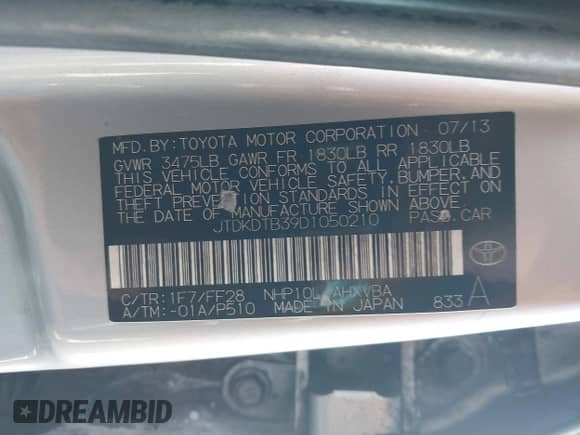 MFD.BY:TOYOTA MOTOR CORPORATION 07/13
GVWR 3475LB GAWR FR 1830LB RR 1830LB
THIS VEHICLE CONFORMS TO ALL APPLICABLE
FEDERAL MOTOR VEHICLE SAFETY,BUMPER,AND
THEFT PREVENTION STANDARDS IN EFFECT ON
THE DATE OF MANUFACTURE SHOWN ABOVE.
JTDKDTB39D1050210 PASS.CAR
C/TR:1F7/FF28 NHP10L-AHXVBA
A/TM:-01A/P510 MADE IN JAPAN 833 A
DREAMBID